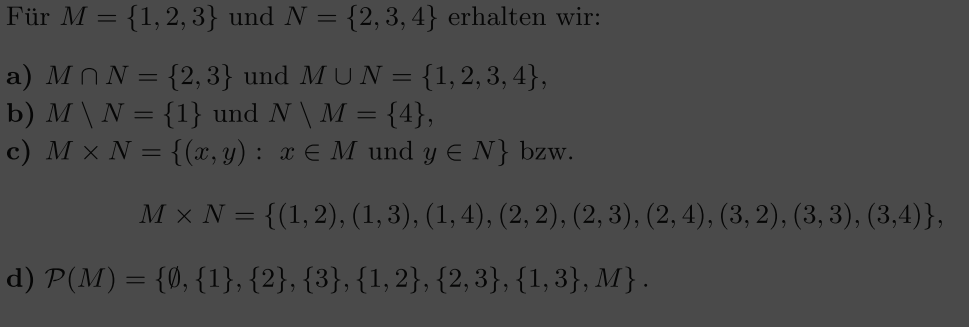 Für M = {1, 2, 3} und N = {2, 3, 4} erhalten wir:
a) M ∩ N = {2, 3} und M ∪ N = {1, 2, 3, 4},
b) M \ N = {1} und N \ M = {4},
c) M × N = {(x, y) : x ∈ M und y ∈ N} bzw.
M × N = {(1, 2), (1, 3), (1, 4), (2, 2), (2, 3), (2, 4), (3, 2), (3, 3), (3,4)},
d) 𝒫(M) = {∅, {1}, {2}, {3}, {1, 2}, {2, 3}, {1, 3}, M} .